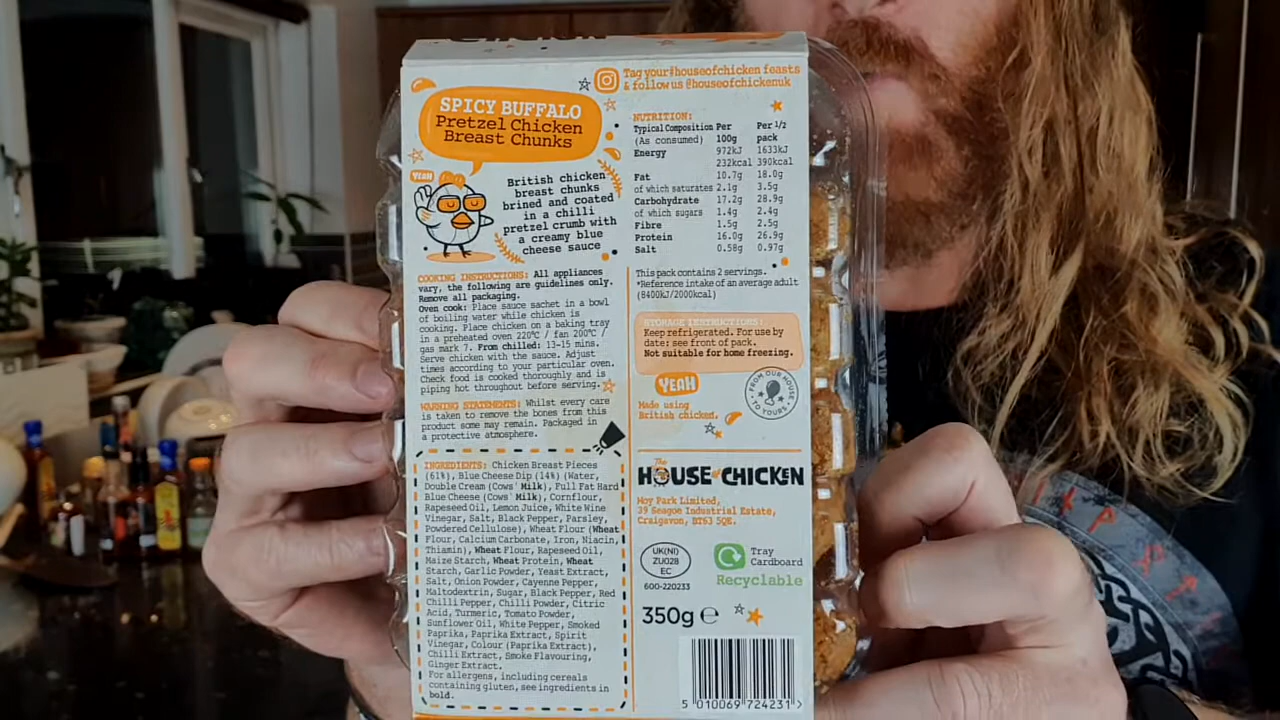 Tag your #houseofchicken feasts
& follow us @houseofchickenuk
SPICY BUFFALO
Pretzel Chicken
Breast Chunks
YEAH
British chicken
breast chunks
brined and coated
in a chilli
pretzel crumb with
a creamy blue
cheese sauce
NUTRITION:
Typical Composition Per Per 1/2
(As consumed) 100g pack
Energy 972kJ 1633kJ
232kcal 390kcal
Fat 10.7g 18.0g
of which saturates 2.1g 3.5g
Carbohydrate 17.2g 28.9g
of which sugars 1.4g 2.4g
Fibre 1.5g 2.5g
Protein 16.0g 26.9g
Salt 0.58g 0.97g
This pack contains 2 servings.
*Reference intake of an average adult
(8400kJ/2000kcal)
COOKING INSTRUCTIONS: All appliances
vary, the following are guidelines only.
Remove all packaging.
Oven cook: Place sauce sachet in a bowl
of boiling water while chicken is
cooking. Place chicken on a baking tray
in a preheated oven 220℃ / fan 200℃ /
gas mark 7. From chilled: 13-15 mins.
Serve chicken with the sauce. Adjust
times according to your particular oven.
Check food is cooked thoroughly and is
piping hot throughout before serving.
WARNING STATEMENTS: Whilst every care
is taken to remove the bones from this
product some may remain. Packaged in
a protective atmosphere.
STORAGE INSTRUCTIONS:
Keep refrigerated. For use by
date: see front of pack.
Not suitable for home freezing.
YEAH
Made using
British chicken.
FROM OUR HOUSE
TO YOURS
INGREDIENTS: Chicken Breast Pieces
(61%), Blue Cheese Dip (14%) (Water,
Double Cream (Cows' Milk), Full Fat Hard
Blue Cheese (Cows' Milk), Cornflour,
Rapeseed Oil, Lemon Juice, White Wine
Vinegar, Salt, Black Pepper, Parsley,
Powdered Cellulose), Wheat Flour (Wheat
Flour, Calcium Carbonate, Iron, Niacin,
Thiamin), Wheat Flour, Rapeseed Oil,
Maize Starch, Wheat Protein, Wheat
Starch, Garlic Powder, Yeast Extract,
Salt, Onion Powder, Cayenne Pepper,
Maltodextrin, Sugar, Black Pepper, Red
Chilli Pepper, Chilli Powder, Citric
Acid, Turmeric, Tomato Powder,
Sunflower Oil, White Pepper, Smoked
Paprika, Paprika Extract, Spirit
Vinegar, Colour (Paprika Extract),
Chilli Extract, Smoke Flavouring,
Ginger Extract.
For allergens, including cereals
containing gluten, see ingredients in
bold.
The
HOUSE of CHICKEN
Moy Park Limited,
39 Seagoe Industrial Estate,
Craigavon, BT63 5QE.
UK(NI)
ZU028
EC
600-220233
Tray
Cardboard
Recyclable
350g ℮
5 010069 724231 >